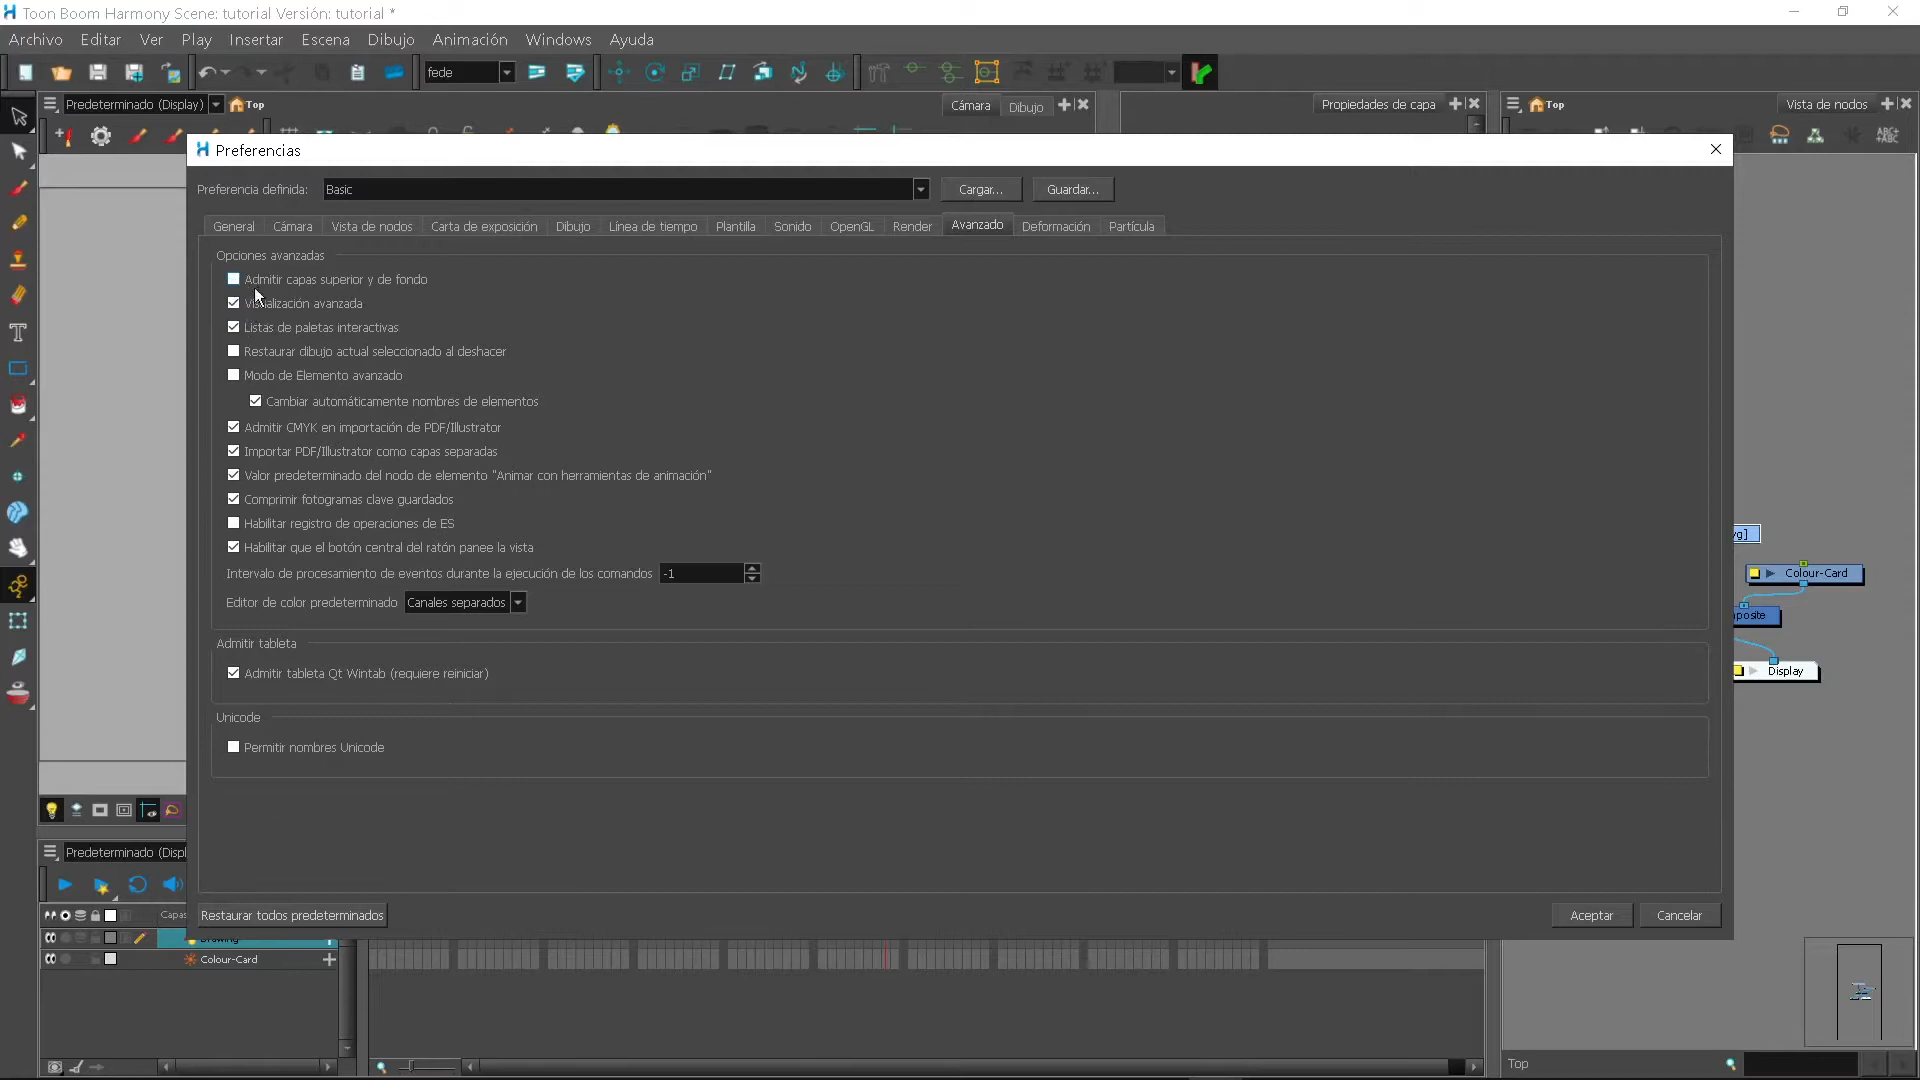 Toon Boom Harmony Scene: tutorial Versión: tutorial *
Archivo Editar Ver Play Insertar Escena Dibujo Animación Windows Ayuda
fede
Predeterminado (Display) Top Cámara Dibujo Propiedades de capa Top Vista de nodos
Preferencias
Preferencia definida: Basic Cargar... Guardar...
General Cámara Vista de nodos Carta de exposición Dibujo Línea de tiempo Plantilla Sonido OpenGL Render Avanzado Deformación Partícula
Opciones avanzadas
Admitir capas superior y de fondo
Visualización avanzada
Listas de paletas interactivas
Restaurar dibujo actual seleccionado al deshacer
Modo de Elemento avanzado
Cambiar automáticamente nombres de elementos
Admitir CMYK en importación de PDF/Illustrator
Importar PDF/Illustrator como capas separadas
Valor predeterminado del nodo de elemento "Animar con herramientas de animación"
Comprimir fotogramas clave guardados
Habilitar registro de operaciones de ES
Habilitar que el botón central del ratón panee la vista
Intervalo de procesamiento de eventos durante la ejecución de los comandos -1
Editor de color predeterminado Canales separados
Admitir tableta
Admitir tableta Qt Wintab (requiere reiniciar)
Unicode
Permitir nombres Unicode
Restaurar todos predeterminados Aceptar Cancelar
Colour-Card
posite
Display
Predeterminado (Displ
Capas
Drawing
Colour-Card
Top